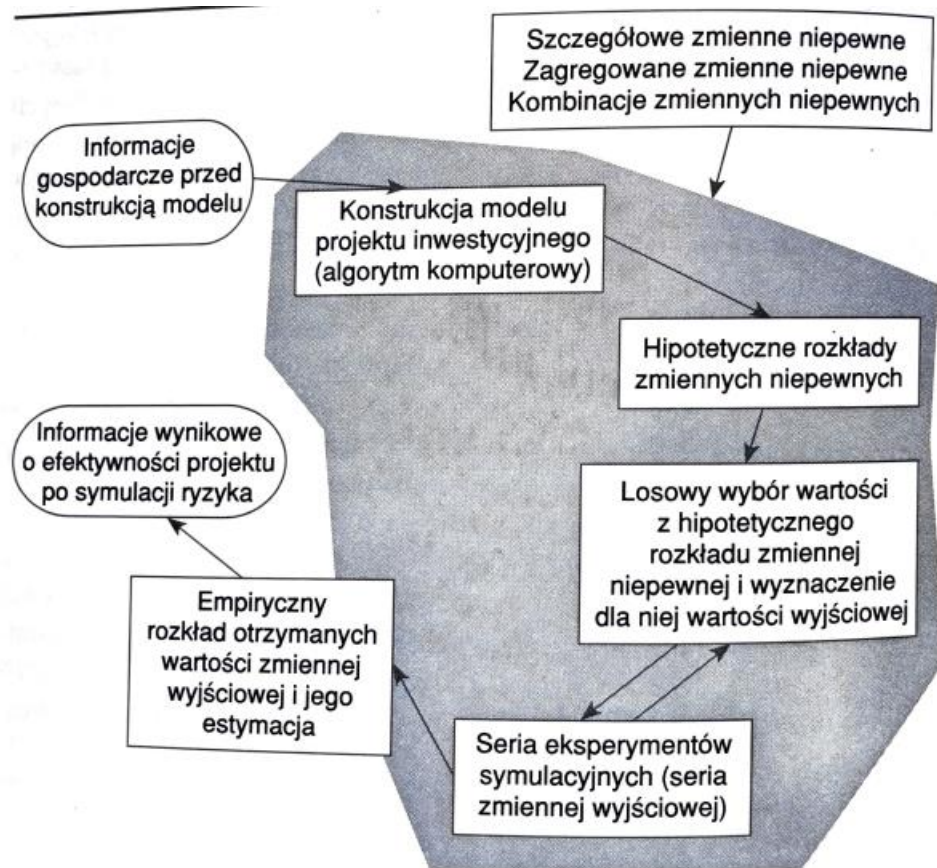 Szczegółowe zmienne niepewne
Zagregowane zmienne niepewne
Kombinacje zmiennych niepewnych
Informacje
gospodarcze przed
konstrukcją modelu
Konstrukcja modelu
projektu inwestycyjnego
(algorytm komputerowy)
Hipotetyczne rozkłady
zmiennych niepewnych
Informacje wynikowe
o efektywności projektu
po symulacji ryzyka
Losowy wybór wartości
z hipotetycznego
rozkładu zmiennej
niepewnej i wyznaczenie
dla niej wartości wyjściowej
Empiryczny
rozkład otrzymanych
wartości zmiennej
wyjściowej i jego
estymacja
Seria eksperymentów
symulacyjnych (seria
zmiennej wyjściowej)